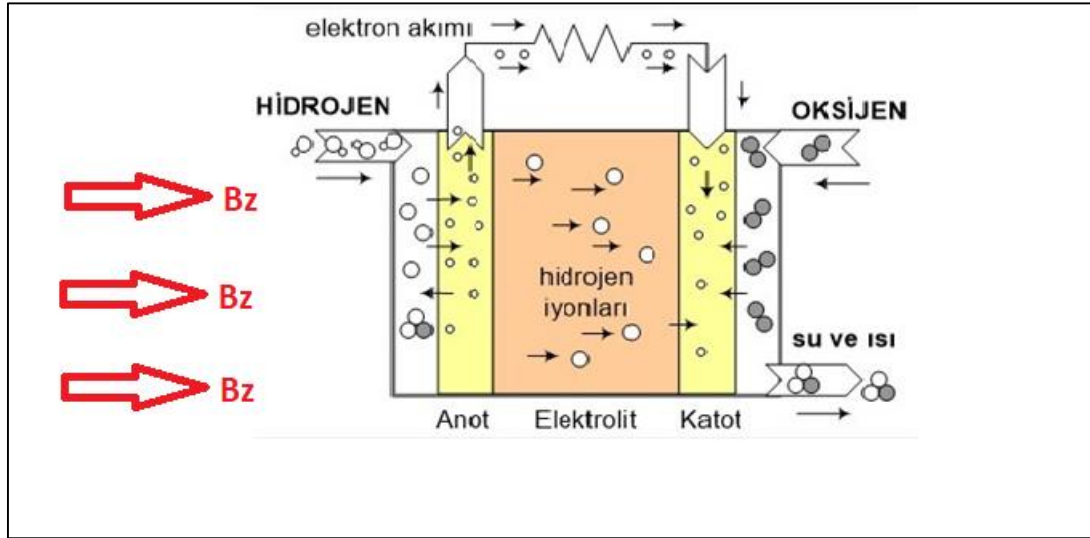 elektron akımı
HİDROJEN
OKSİJEN
Bz
Bz
hidrojen
iyonları
su ve ısı
Bz
Anot
Elektrolit
Katot